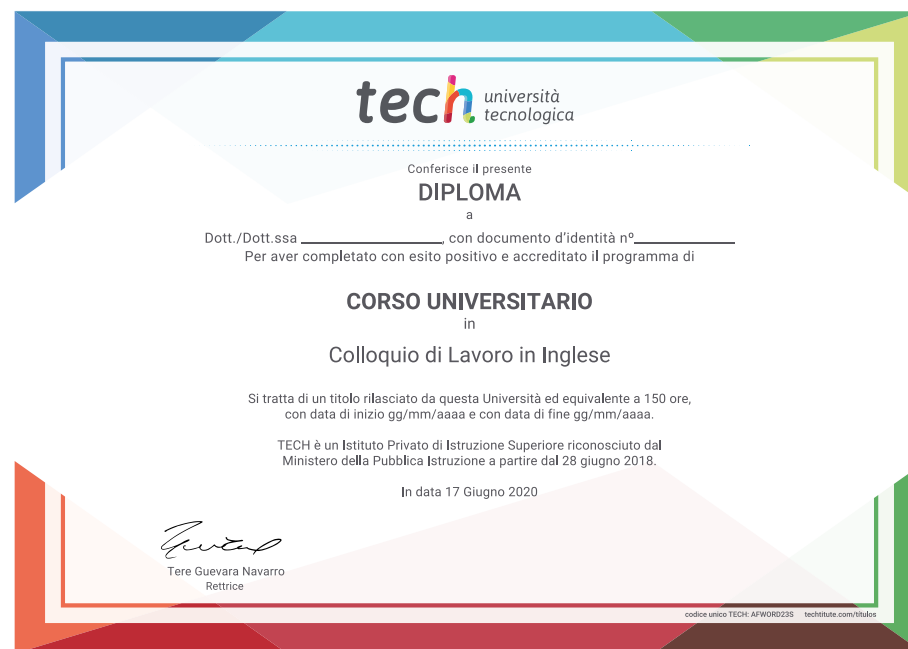 tech università
tecnologica
Conferisce il presente
DIPLOMA
a
Dott./Dott.ssa ____________________, con documento d'identità nº______________
Per aver completato con esito positivo e accreditato il programma di
CORSO UNIVERSITARIO
in
Colloquio di Lavoro in Inglese
Si tratta di un titolo rilasciato da questa Università ed equivalente a 150 ore,
con data di inizio gg/mm/aaaa e con data di fine gg/mm/aaaa.
TECH è un Istituto Privato di Istruzione Superiore riconosciuto dal
Ministero della Pubblica Istruzione a partire dal 28 giugno 2018.
In data 17 Giugno 2020
Tere Guevara Navarro
Rettrice
codice unico TECH: AFWORD23S techtitute.com/titulos